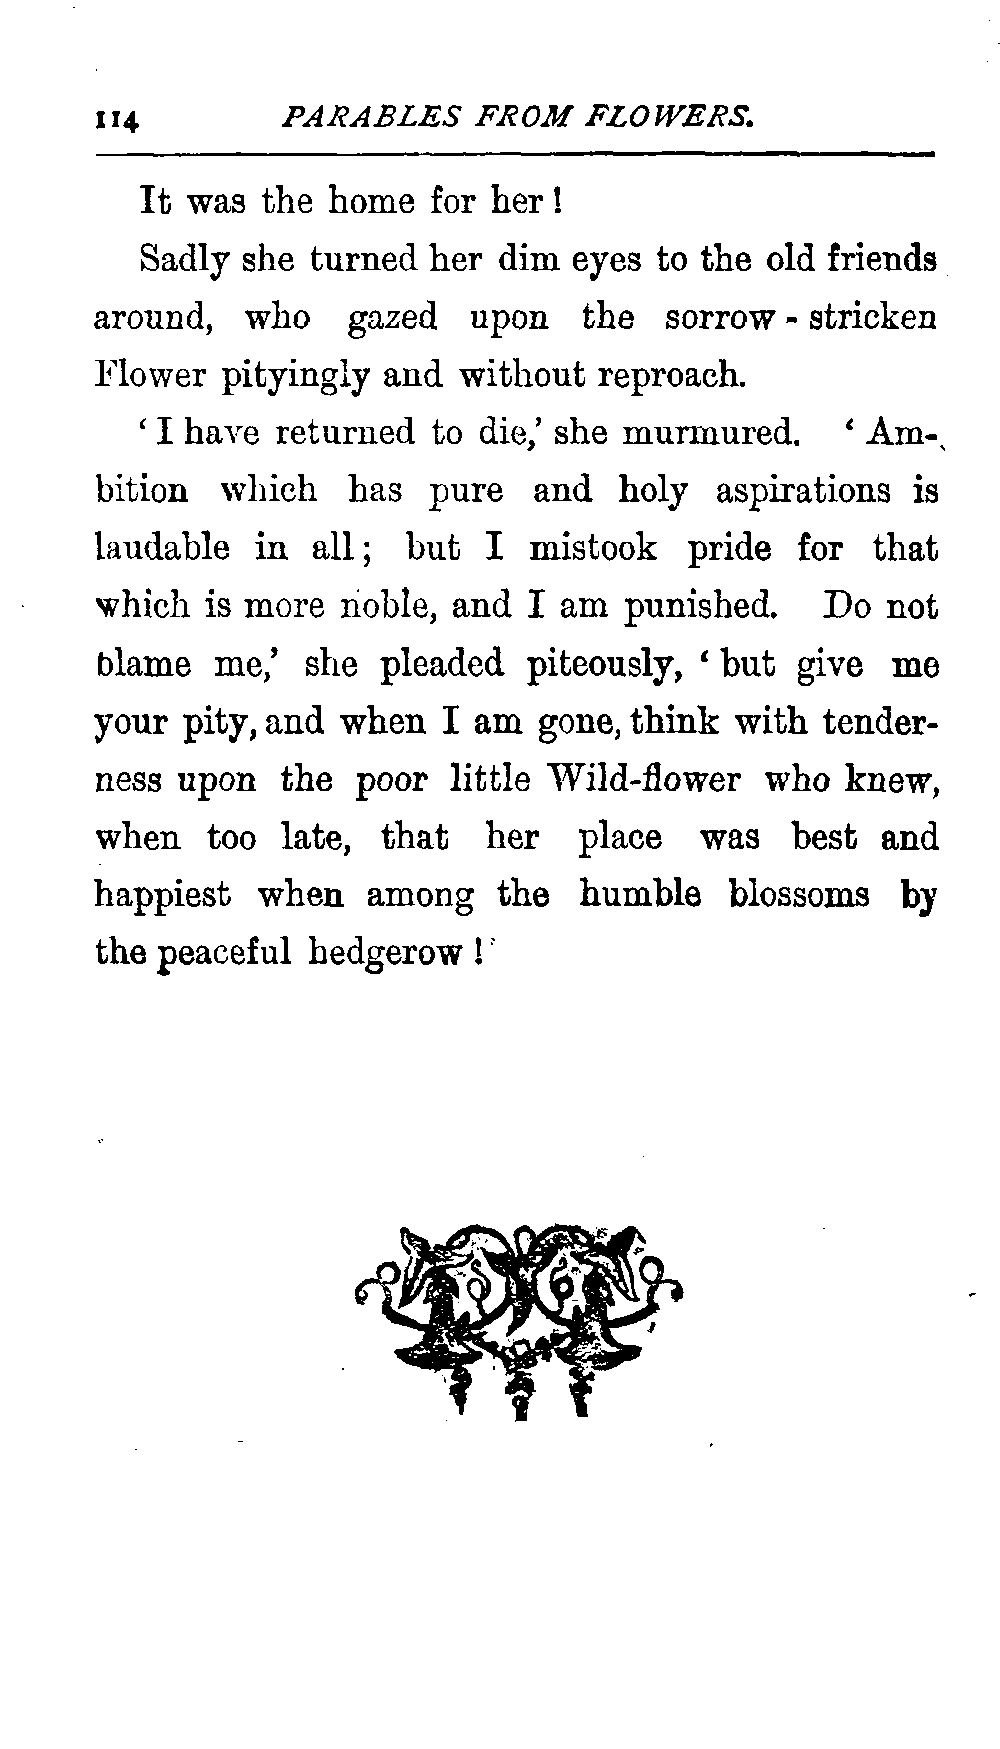 114 PARABLES FROM FLOWERS.
It was the home for her!
Sadly she turned her dim eyes to the old friends
around, who gazed upon the sorrow-stricken
Flower pityingly and without reproach.
‘I have returned to die,’ she murmured. ‘Am-
bition which has pure and holy aspirations is
laudable in all; but I mistook pride for that
which is more noble, and I am punished. Do not
blame me,’ she pleaded piteously, ‘but give me
your pity, and when I am gone, think with tender-
ness upon the poor little Wild-flower who knew,
when too late, that her place was best and
happiest when among the humble blossoms by
the peaceful hedgerow!’